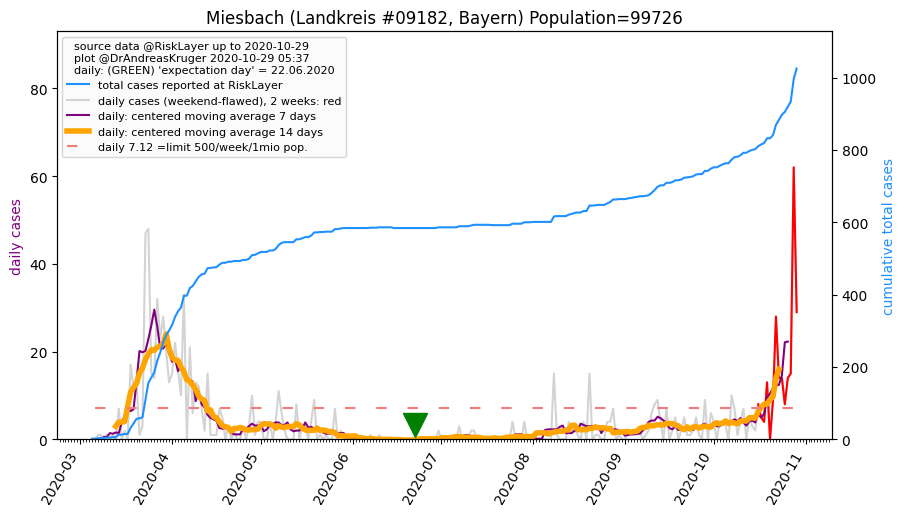 Miesbach (Landkreis #09182, Bayern) Population=99726
source data @RiskLayer up to 2020-10-29
plot @DrAndreasKruger 2020-10-29 05:37
daily: (GREEN) 'expectation day' = 22.06.2020
total cases reported at RiskLayer
daily cases (weekend-flawed), 2 weeks: red
daily: centered moving average 7 days
daily: centered moving average 14 days
daily 7.12 =limit 500/week/1mio pop.
daily cases
80
60
40
20
0
cumulative total cases
1000
800
600
400
200
0
2020-03
2020-04
2020-05
2020-06
2020-07
2020-08
2020-09
2020-10
2020-11